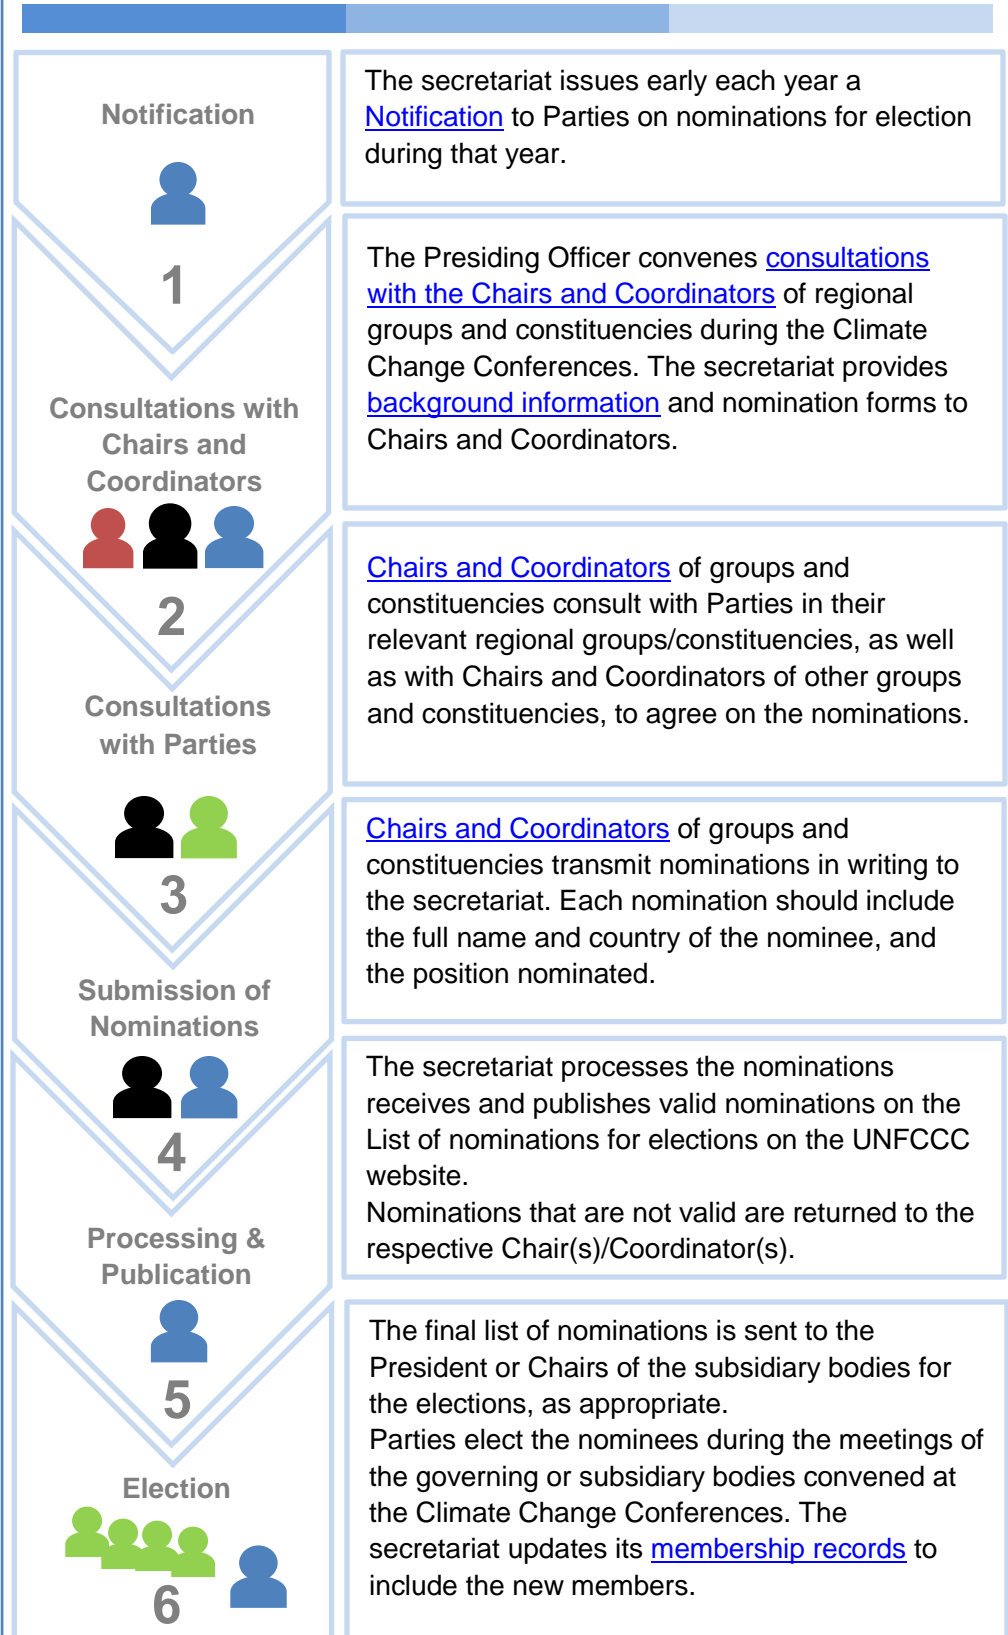 Notification
1
The secretariat issues early each year a
Notification to Parties on nominations for election
during that year.
Consultations with
Chairs and
Coordinators
2
The Presiding Officer convenes consultations
with the Chairs and Coordinators of regional
groups and constituencies during the Climate
Change Conferences. The secretariat provides
background information and nomination forms to
Chairs and Coordinators.
Consultations
with Parties
3
Chairs and Coordinators of groups and
constituencies consult with Parties in their
relevant regional groups/constituencies, as well
as with Chairs and Coordinators of other groups
and constituencies, to agree on the nominations.
Submission of
Nominations
4
Chairs and Coordinators of groups and
constituencies transmit nominations in writing to
the secretariat. Each nomination should include
the full name and country of the nominee, and
the position nominated.
Processing &
Publication
5
The secretariat processes the nominations
receives and publishes valid nominations on the
List of nominations for elections on the UNFCCC
website.
Nominations that are not valid are returned to the
respective Chair(s)/Coordinator(s).
Election
6
The final list of nominations is sent to the
President or Chairs of the subsidiary bodies for
the elections, as appropriate.
Parties elect the nominees during the meetings of
the governing or subsidiary bodies convened at
the Climate Change Conferences. The
secretariat updates its membership records to
include the new members.